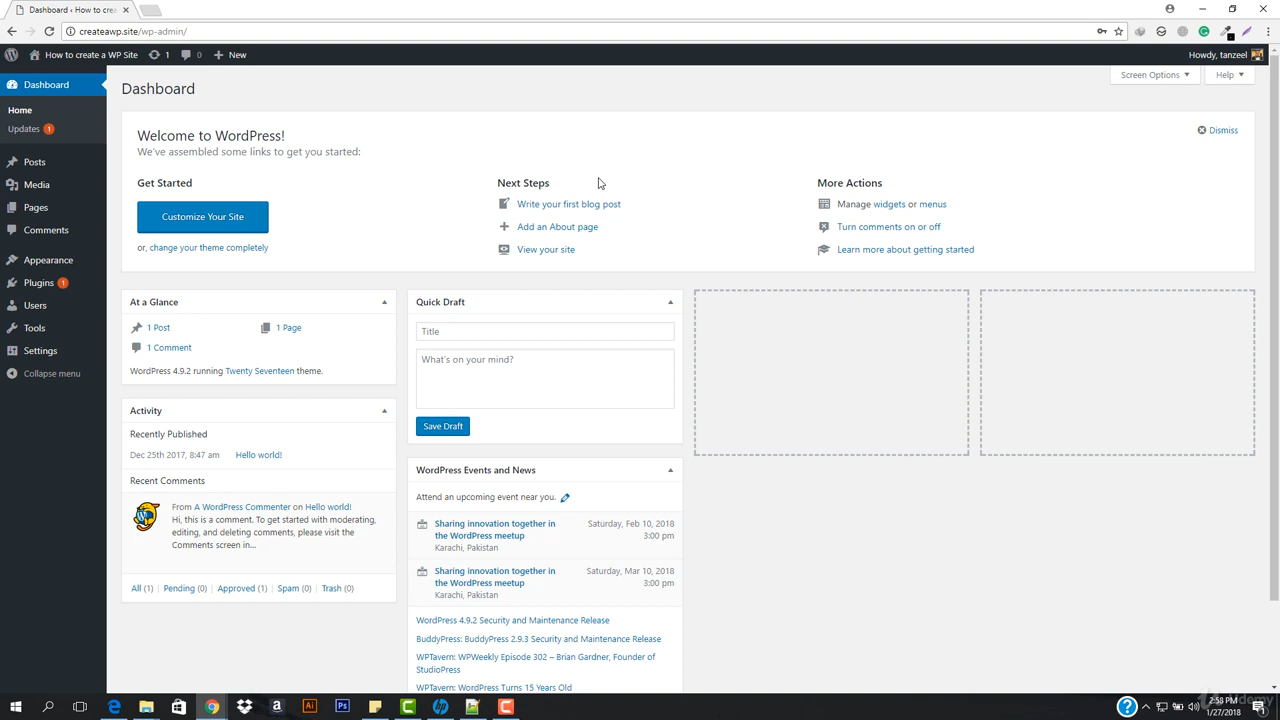 Dashboard ‹ How to cre
createawp.site/wp-admin/
How to create a WP Site
1
0
New
Howdy, tanzeel
Dashboard
Home
Updates 1
Posts
Media
Pages
Comments
Appearance
Plugins 1
Users
Tools
Settings
Collapse menu
Screen Options
Help
Dashboard
Welcome to WordPress!
We've assembled some links to get you started:
Dismiss
Get Started
Customize Your Site
or, change your theme completely
Next Steps
Write your first blog post
Add an About page
View your site
More Actions
Manage widgets or menus
Turn comments on or off
Learn more about getting started
At a Glance
1 Post
1 Page
1 Comment
WordPress 4.9.2 running Twenty Seventeen theme.
Activity
Recently Published
Dec 25th 2017, 8:47 am
Hello world!
Recent Comments
From A WordPress Commenter on Hello world!
Hi, this is a comment. To get started with moderating,
editing, and deleting comments, please visit the
Comments screen in...
All (1) | Pending (0) | Approved (1) | Spam (0) | Trash (0)
Quick Draft
Title
What's on your mind?
Save Draft
WordPress Events and News
Attend an upcoming event near you.
Sharing innovation together in
the WordPress meetup
Karachi, Pakistan
Saturday, Feb 10, 2018
3:00 pm
Sharing innovation together in
the WordPress meetup
Karachi, Pakistan
Saturday, Mar 10, 2018
3:00 pm
WordPress 4.9.2 Security and Maintenance Release
BuddyPress: BuddyPress 2.9.3 Security and Maintenance Release
WPTavern: WPWeekly Episode 302 – Brian Gardner, Founder of
StudioPress
WPTavern: WordPress Turns 15 Years Old
Ai
Ps
hp
2:58 PM
1/27/2018
Udemy